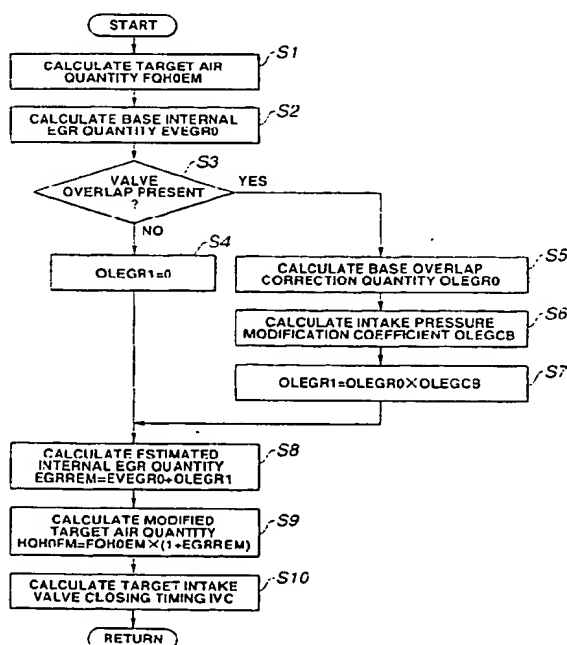 START
CALCULATE TARGET AIR
QUANTITY FQH0EM
S1
CALCULATE BASE INTERNAL
EGR QUANTITY EVEGR0
S2
VALVE
OVERLAP PRESENT
?
S3
YES
NO
OLEGR1=0
S4
CALCULATE BASE OVERLAP
CORRECTION QUANTITY OLEGR0
S5
CALCULATE INTAKE PRESSURE
MODIFICATION COEFFICIENT OLEGCB
S6
OLEGR1=OLEGR0×OLEGCB
S7
CALCULATE ESTIMATED
INTERNAL EGR QUANTITY
EGRREM=EVEGR0+OLEGR1
S8
CALCULATE MODIFIED
TARGET AIR QUANTITY
HQH0FM=FQH0EM×(1+EGRREM)
S9
CALCULATE TARGET INTAKE
VALVE CLOSING TIMING IVC
S10
RETURN